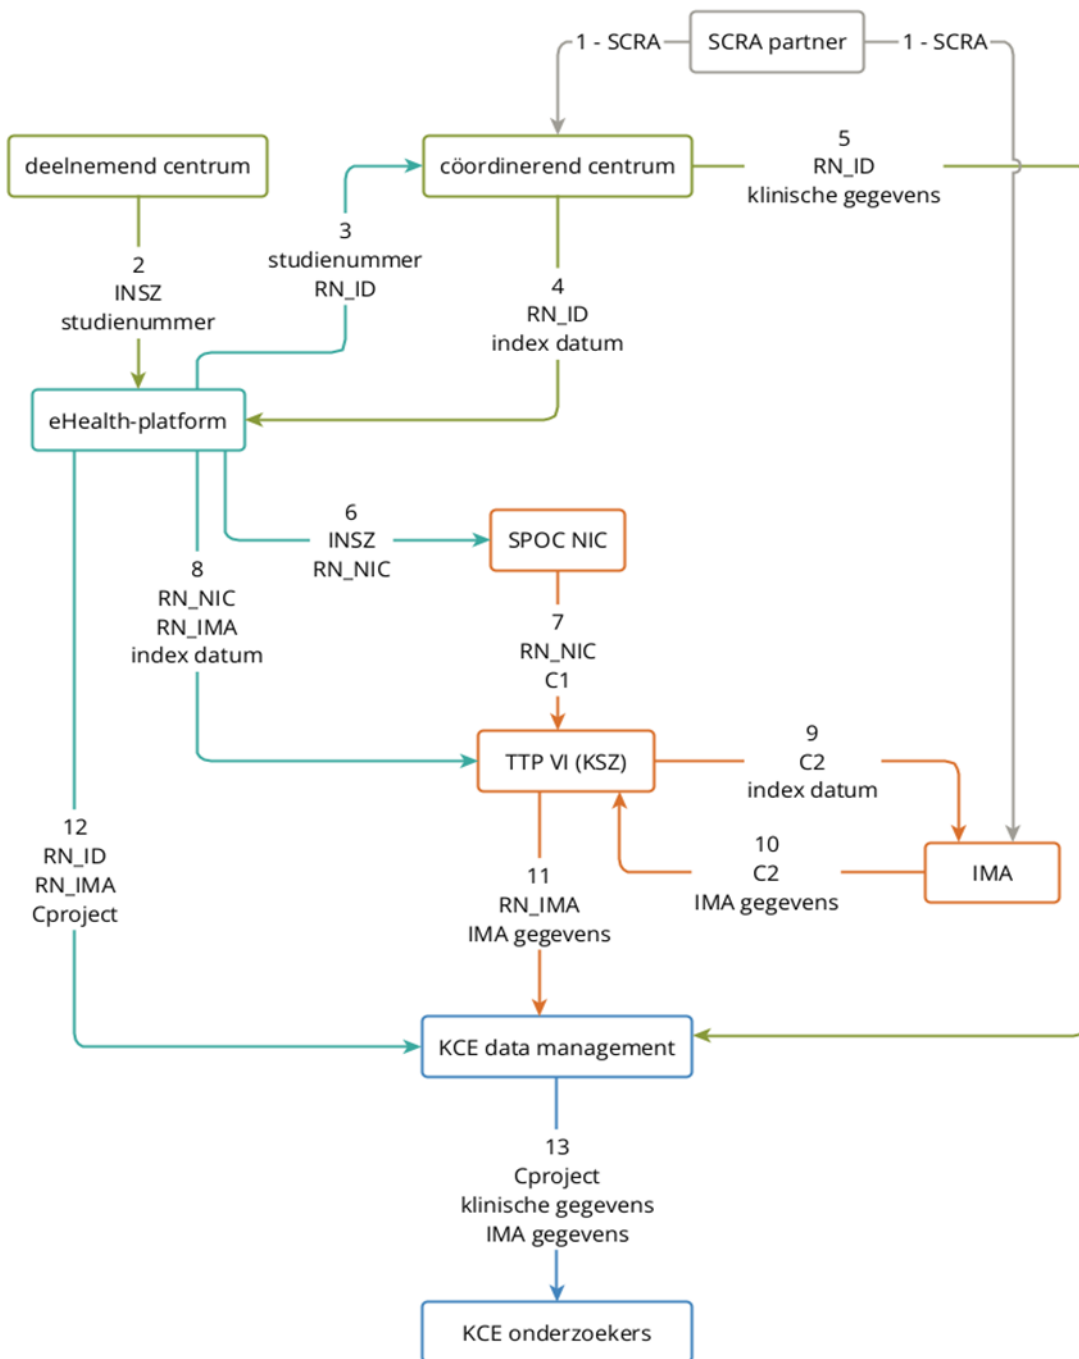 1 - SCRA
SCRA partner
1 - SCRA
deelnemend centrum
cöordinerend centrum
5
RN_ID
klinische gegevens
3
studienummer
RN_ID
2
INSZ
studienummer
4
RN_ID
index datum
eHealth-platform
6
INSZ
RN_NIC
SPOC NIC
8
RN_NIC
RN_IMA
index datum
7
RN_NIC
C1
TTP VI (KSZ)
9
C2
index datum
12
RN_ID
RN_IMA
Cproject
11
RN_IMA
IMA gegevens
10
C2
IMA gegevens
IMA
KCE data management
13
Cproject
klinische gegevens
IMA gegevens
KCE onderzoekers